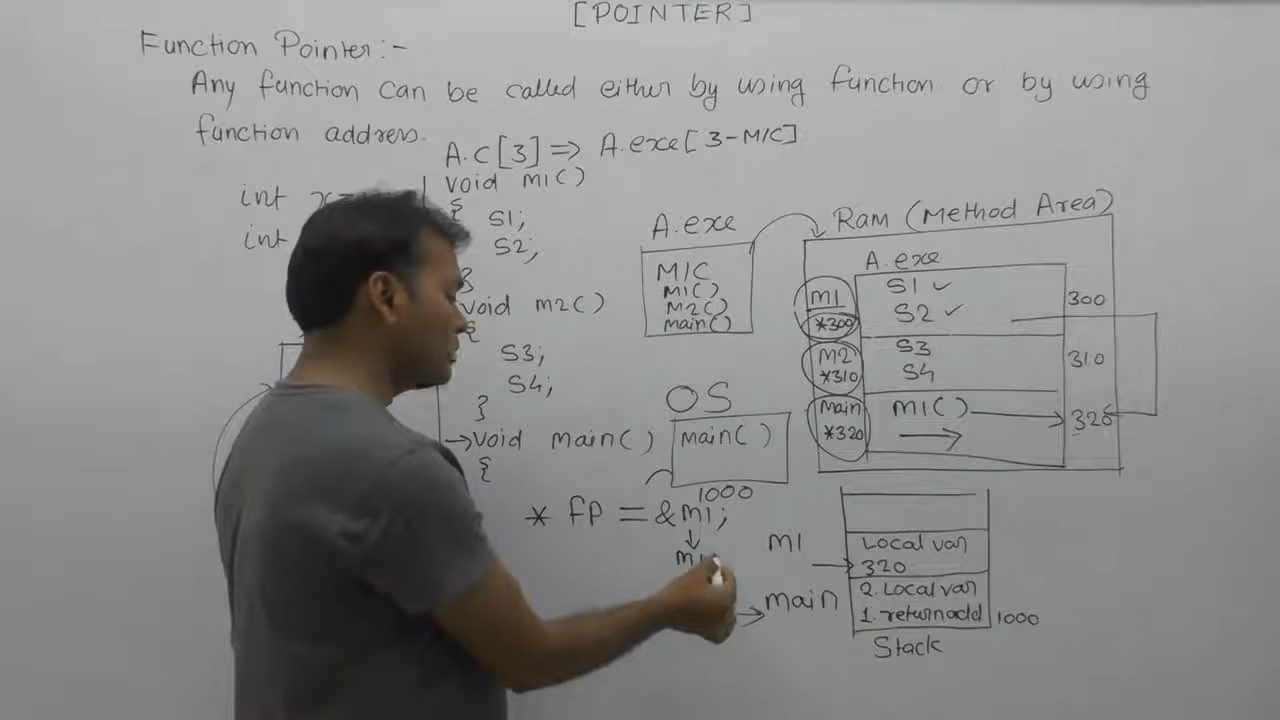 [POINTER]
Function Pointer:-
Any function can be called either by using function or by using
function address.
A.C[3] => A.exe[3-M/C]
int x
int
void m1()
{
S1;
S2;
}
void m2()
{
S3;
S4;
}
→void main()
{
* fp = &m1;
↓
m1
A.exe
M/C
M1()
M2()
main()
OS
main()
1000
Ram (Method Area)
A.exe
M1
*300
S1 ✓
S2 ✓
300
M2
*310
S3
S4
310
Main
*320
M1()
320
m1
Local var
320
main
2. Local var
1. return add
1000
Stack